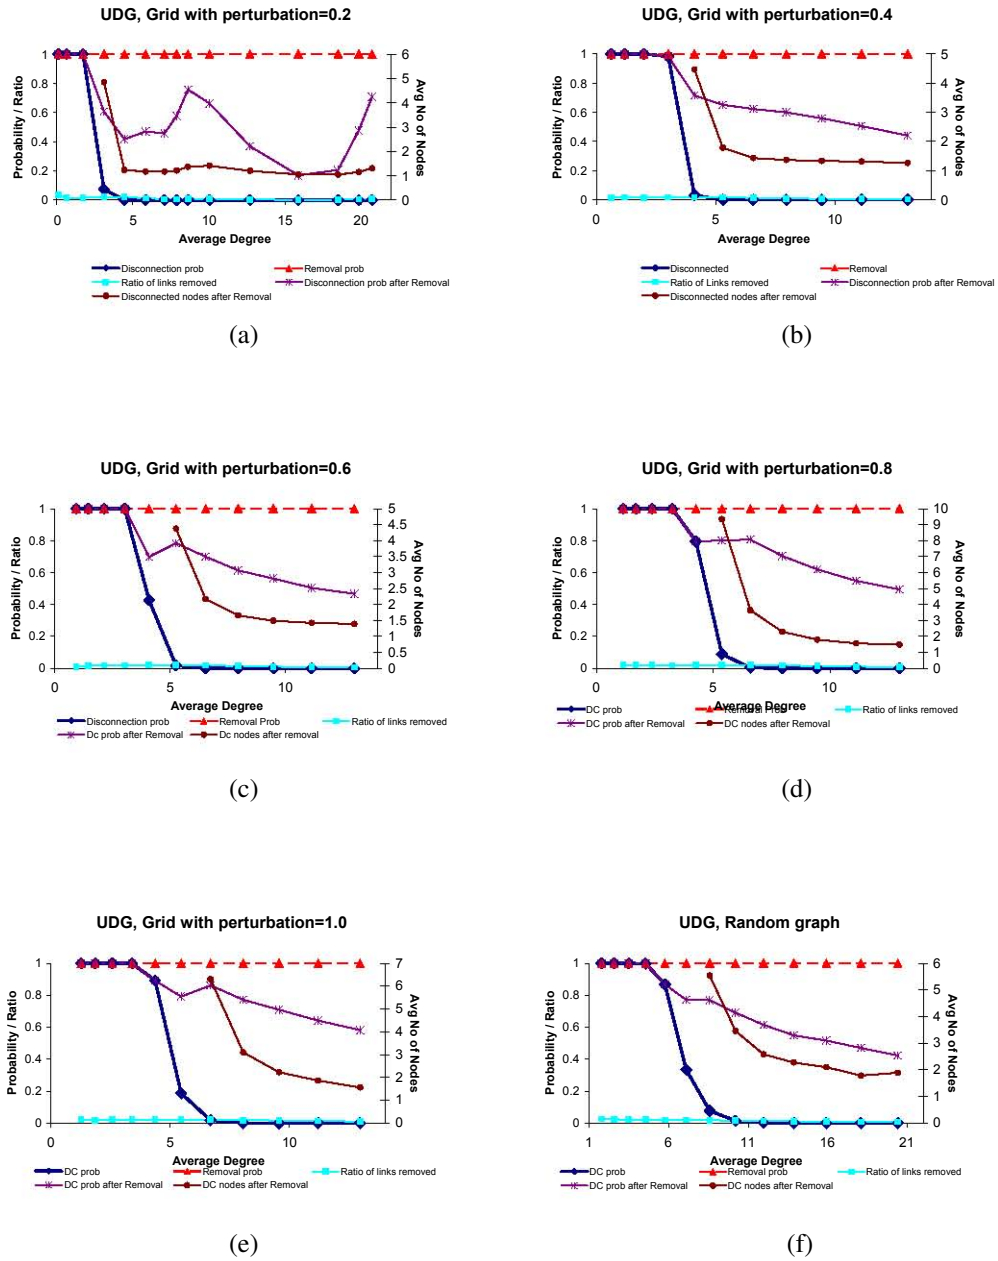 UDG, Grid with perturbation=0.2
1 0.8 0.6 0.4 0.2 0
Probability / Ratio
6 5 4 3 2 1 0
Avg No of Nodes
0 5 10 15 20
Average Degree
Disconnection prob Removal prob
Ratio of links removed Disconnection prob after Removal
Disconnected nodes after Removal
(a)
UDG, Grid with perturbation=0.4
1 0.8 0.6 0.4 0.2 0
Probability / Ratio
5 4 3 2 1 0
Avg No of Nodes
0 5 10
Average Degree
Disconnected Removal
Ratio of Links removed Disconnection prob after Removal
Disconnected nodes after removal
(b)
UDG, Grid with perturbation=0.6
1 0.8 0.6 0.4 0.2 0
Probability / Ratio
5 4.5 4 3.5 3 2.5 2 1.5 1 0.5 0
Avg No of Nodes
0 5 10
Average Degree
Disconnection prob Removal Prob Ratio of links removed
Dc prob after Removal Dc nodes after removal
(c)
UDG, Grid with perturbation=0.8
1 0.8 0.6 0.4 0.2 0
Probability / Ratio
10 9 8 7 6 5 4 3 2 1 0
Avg No of Nodes
0 5 10
Average Degree
DC prob Removal Prob Ratio of links removed
DC prob after Removal DC nodes after removal
(d)
UDG, Grid with perturbation=1.0
1 0.8 0.6 0.4 0.2 0
Probability / Ratio
7 6 5 4 3 2 1 0
Avg No of Nodes
0 5 10
Average Degree
DC prob Removal prob Ratio of links removed
DC prob after Removal DC nodes after Removal
(e)
UDG, Random graph
1 0.8 0.6 0.4 0.2 0
Probability / Ratio
6 5 4 3 2 1 0
Avg No of Nodes
1 6 11 16 21
Average Degree
DC prob Removal prob Ratio of links removed
DC prob after Removal DC nodes after Removal
(f)